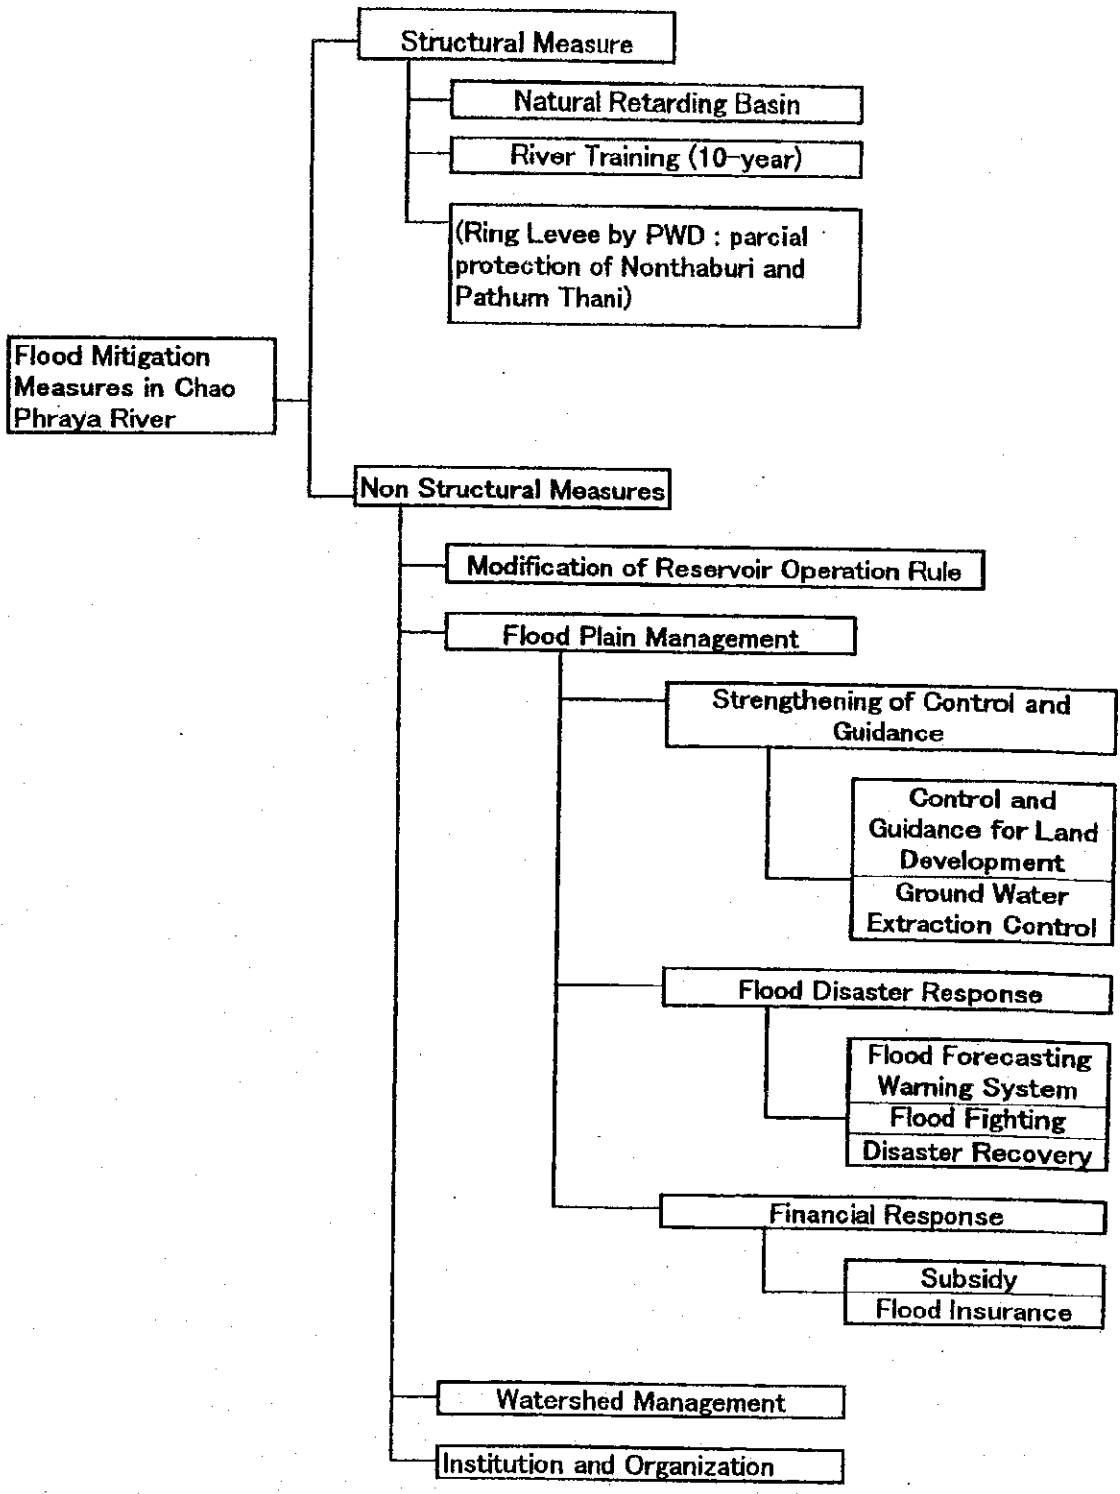 Structural Measure
Natural Retarding Basin
River Training (10-year)
(Ring Levee by PWD : parcial
protection of Nonthaburi and
Pathum Thani)
Flood Mitigation
Measures in Chao
Phraya River
Non Structural Measures
Modification of Reservoir Operation Rule
Flood Plain Management
Strengthening of Control and
Guidance
Control and
Guidance for Land
Development
Ground Water
Extraction Control
Flood Disaster Response
Flood Forecasting
Warning System
Flood Fighting
Disaster Recovery
Financial Response
Subsidy
Flood Insurance
Watershed Management
Institution and Organization